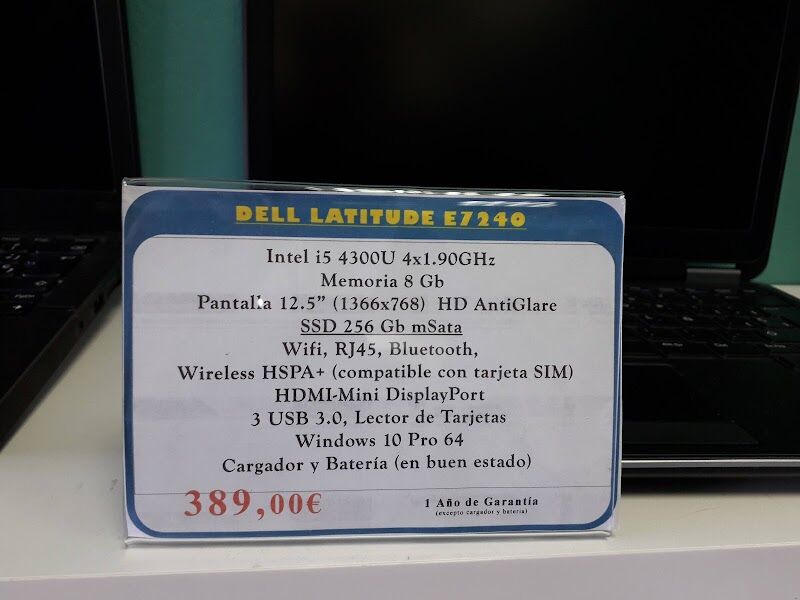 DELL LATITUDE E7240
Intel i5 4300U 4x1.90GHz
Memoria 8 Gb
Pantalla 12.5” (1366x768)  HD AntiGlare
SSD 256 Gb mSata
Wifi, RJ45, Bluetooth,
Wireless HSPA+ (compatible con tarjeta SIM)
HDMI-Mini DisplayPort
3 USB 3.0, Lector de Tarjetas
Windows 10 Pro 64
Cargador y Batería (en buen estado)
389,00€
1 Año de Garantía
(excepto cargador y batería)